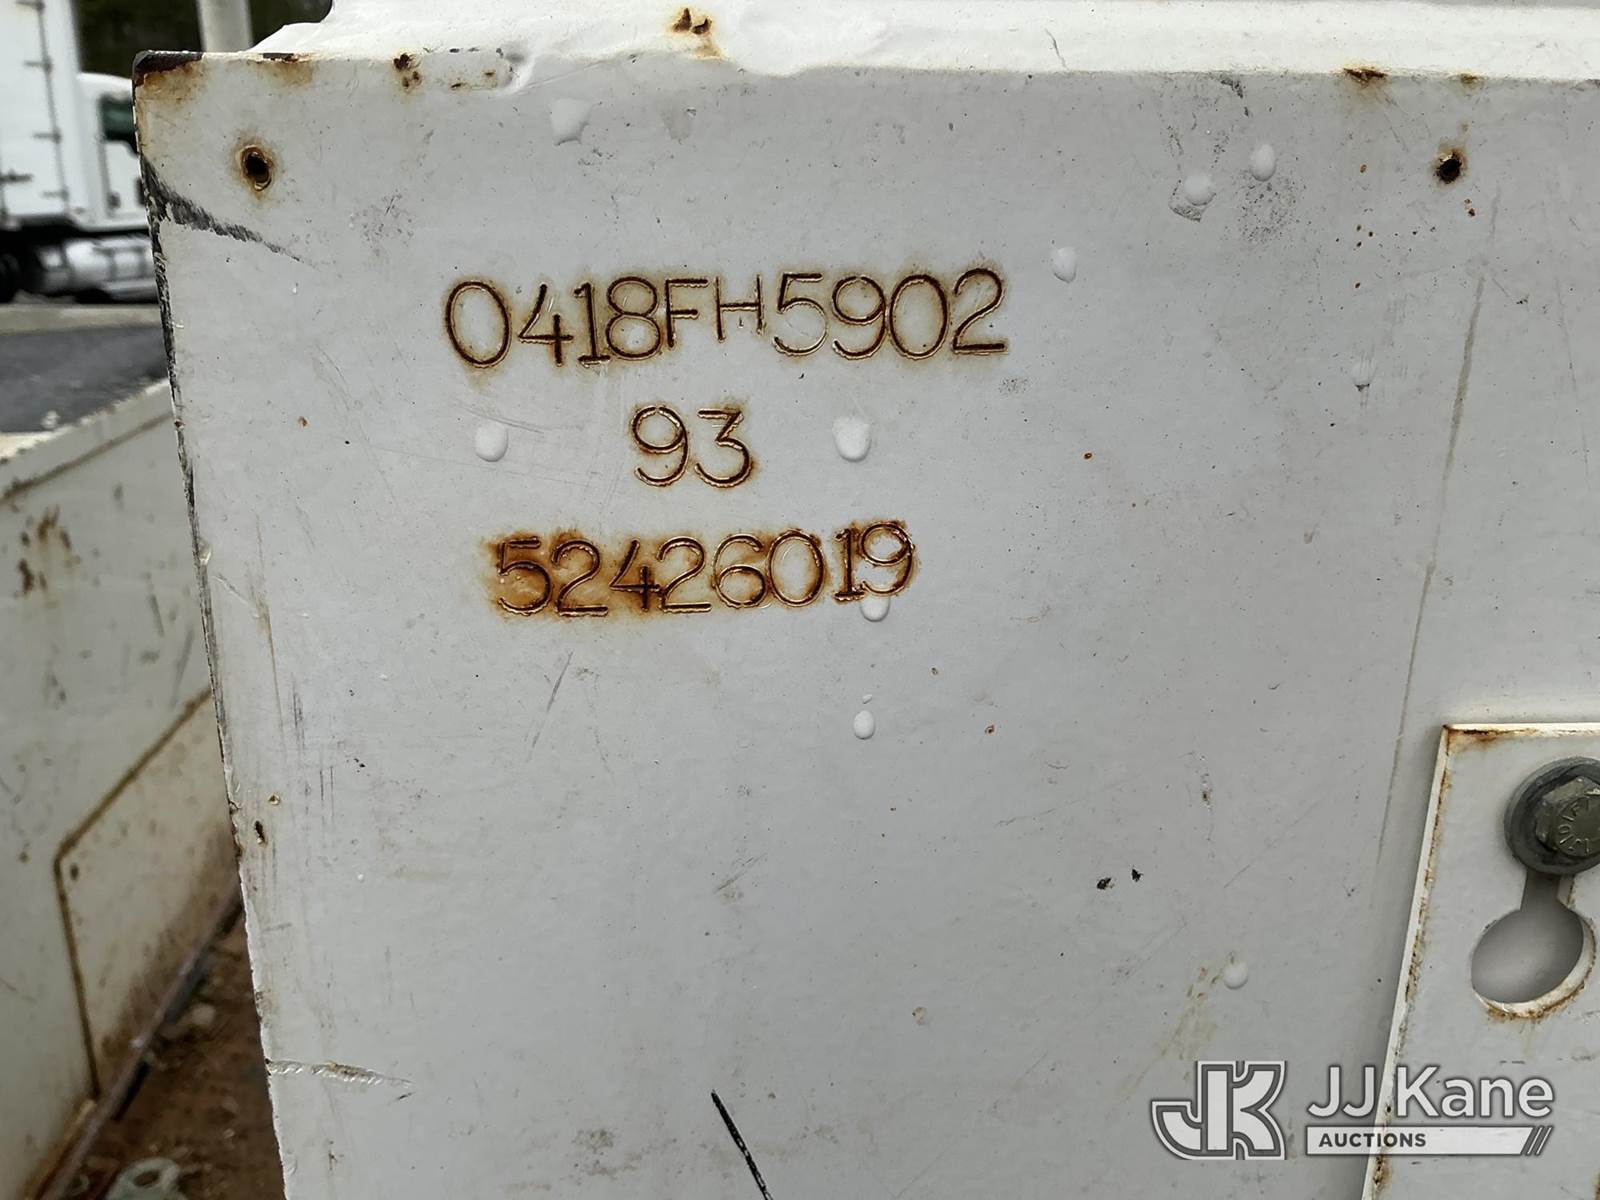 0418FH5902
93
52426019
JJ Kane
AUCTIONS